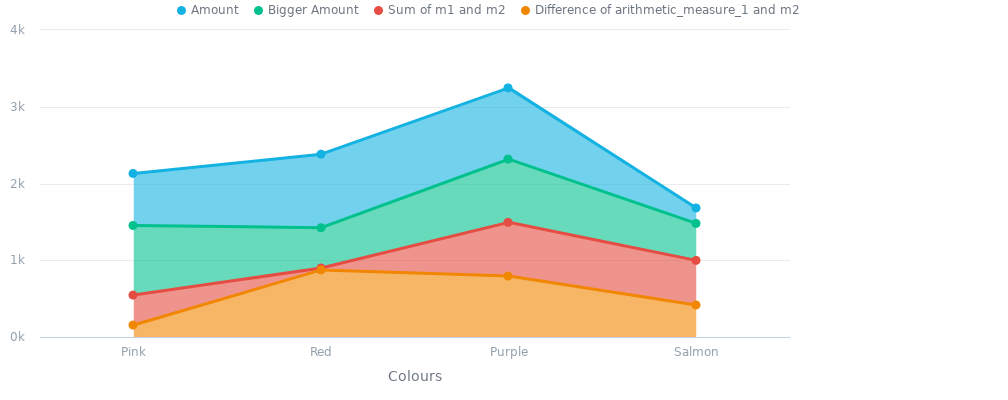 Amount Bigger Amount Sum of m1 and m2 Difference of arithmetic_measure_1 and m2
4k
3k
2k
1k
0k
Pink Red Purple Salmon
Colours